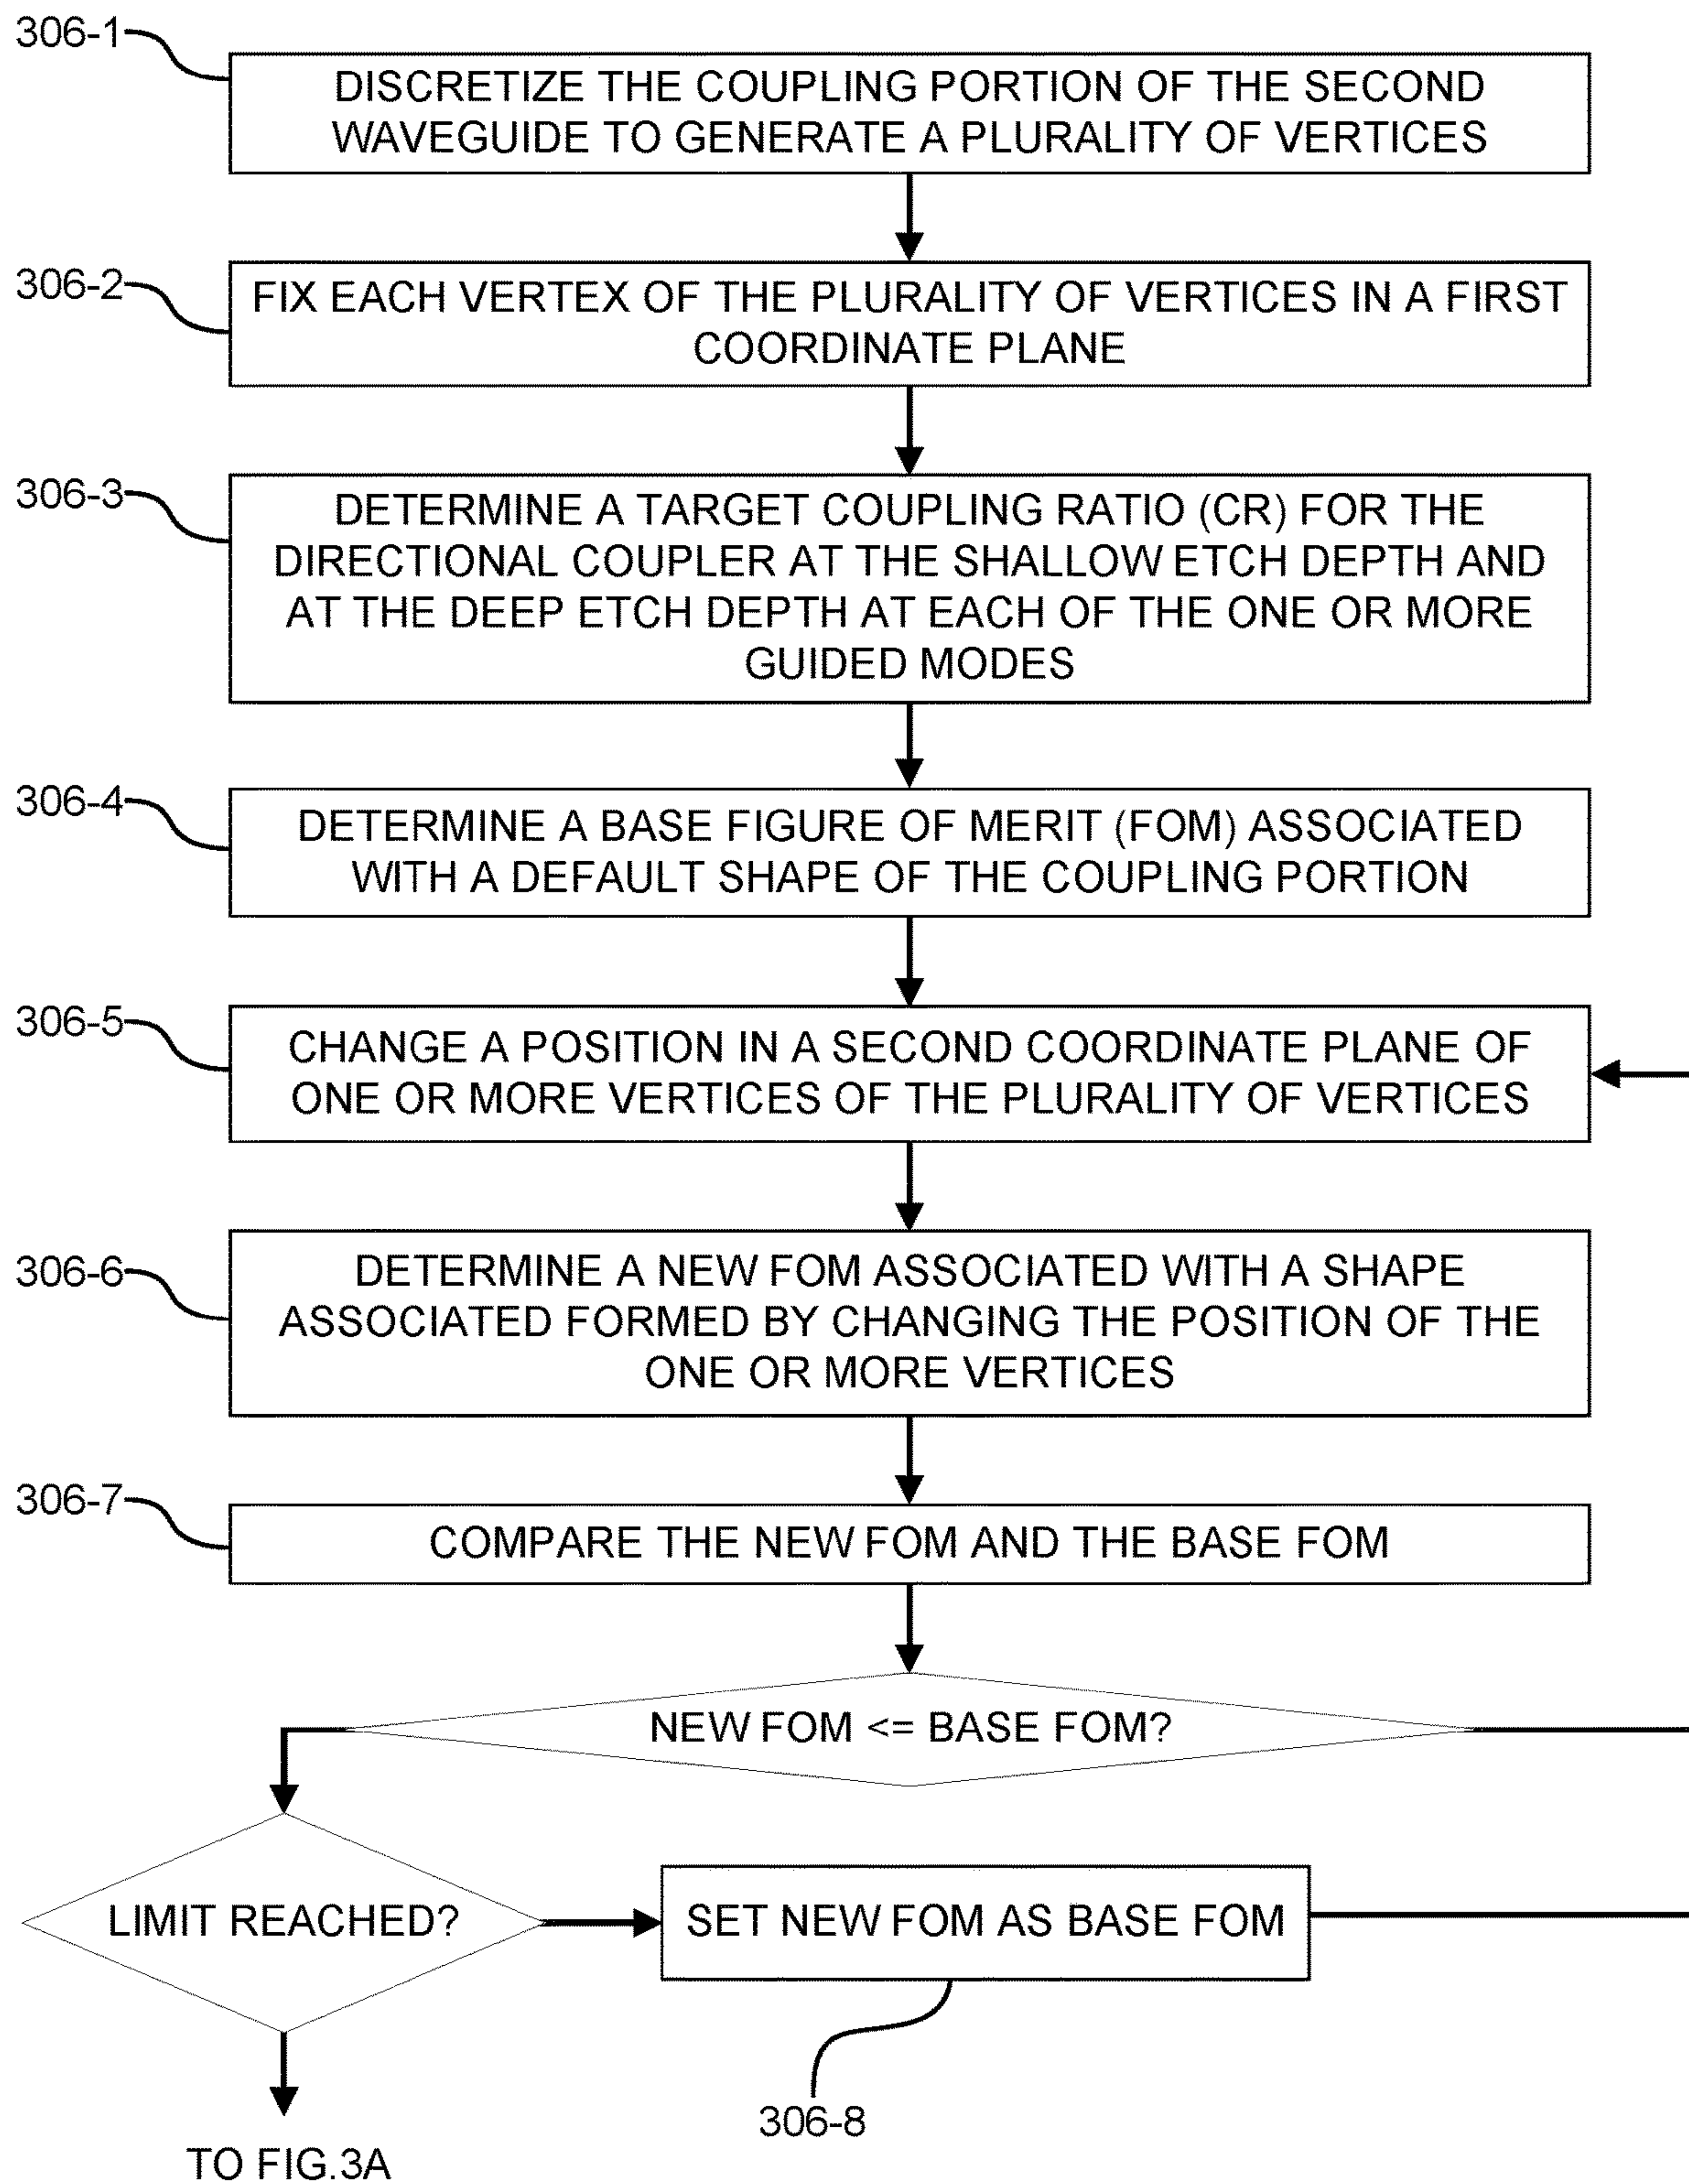 306-1
DISCRETIZE THE COUPLING PORTION OF THE SECOND
WAVEGUIDE TO GENERATE A PLURALITY OF VERTICES
306-2
FIX EACH VERTEX OF THE PLURALITY OF VERTICES IN A FIRST
COORDINATE PLANE
306-3
DETERMINE A TARGET COUPLING RATIO (CR) FOR THE
DIRECTIONAL COUPLER AT THE SHALLOW ETCH DEPTH AND
AT THE DEEP ETCH DEPTH AT EACH OF THE ONE OR MORE
GUIDED MODES
306-4
DETERMINE A BASE FIGURE OF MERIT (FOM) ASSOCIATED
WITH A DEFAULT SHAPE OF THE COUPLING PORTION
306-5
CHANGE A POSITION IN A SECOND COORDINATE PLANE OF
ONE OR MORE VERTICES OF THE PLURALITY OF VERTICES
306-6
DETERMINE A NEW FOM ASSOCIATED WITH A SHAPE
ASSOCIATED FORMED BY CHANGING THE POSITION OF THE
ONE OR MORE VERTICES
306-7
COMPARE THE NEW FOM AND THE BASE FOM
NEW FOM <= BASE FOM?
LIMIT REACHED?
SET NEW FOM AS BASE FOM
306-8
TO FIG.3A